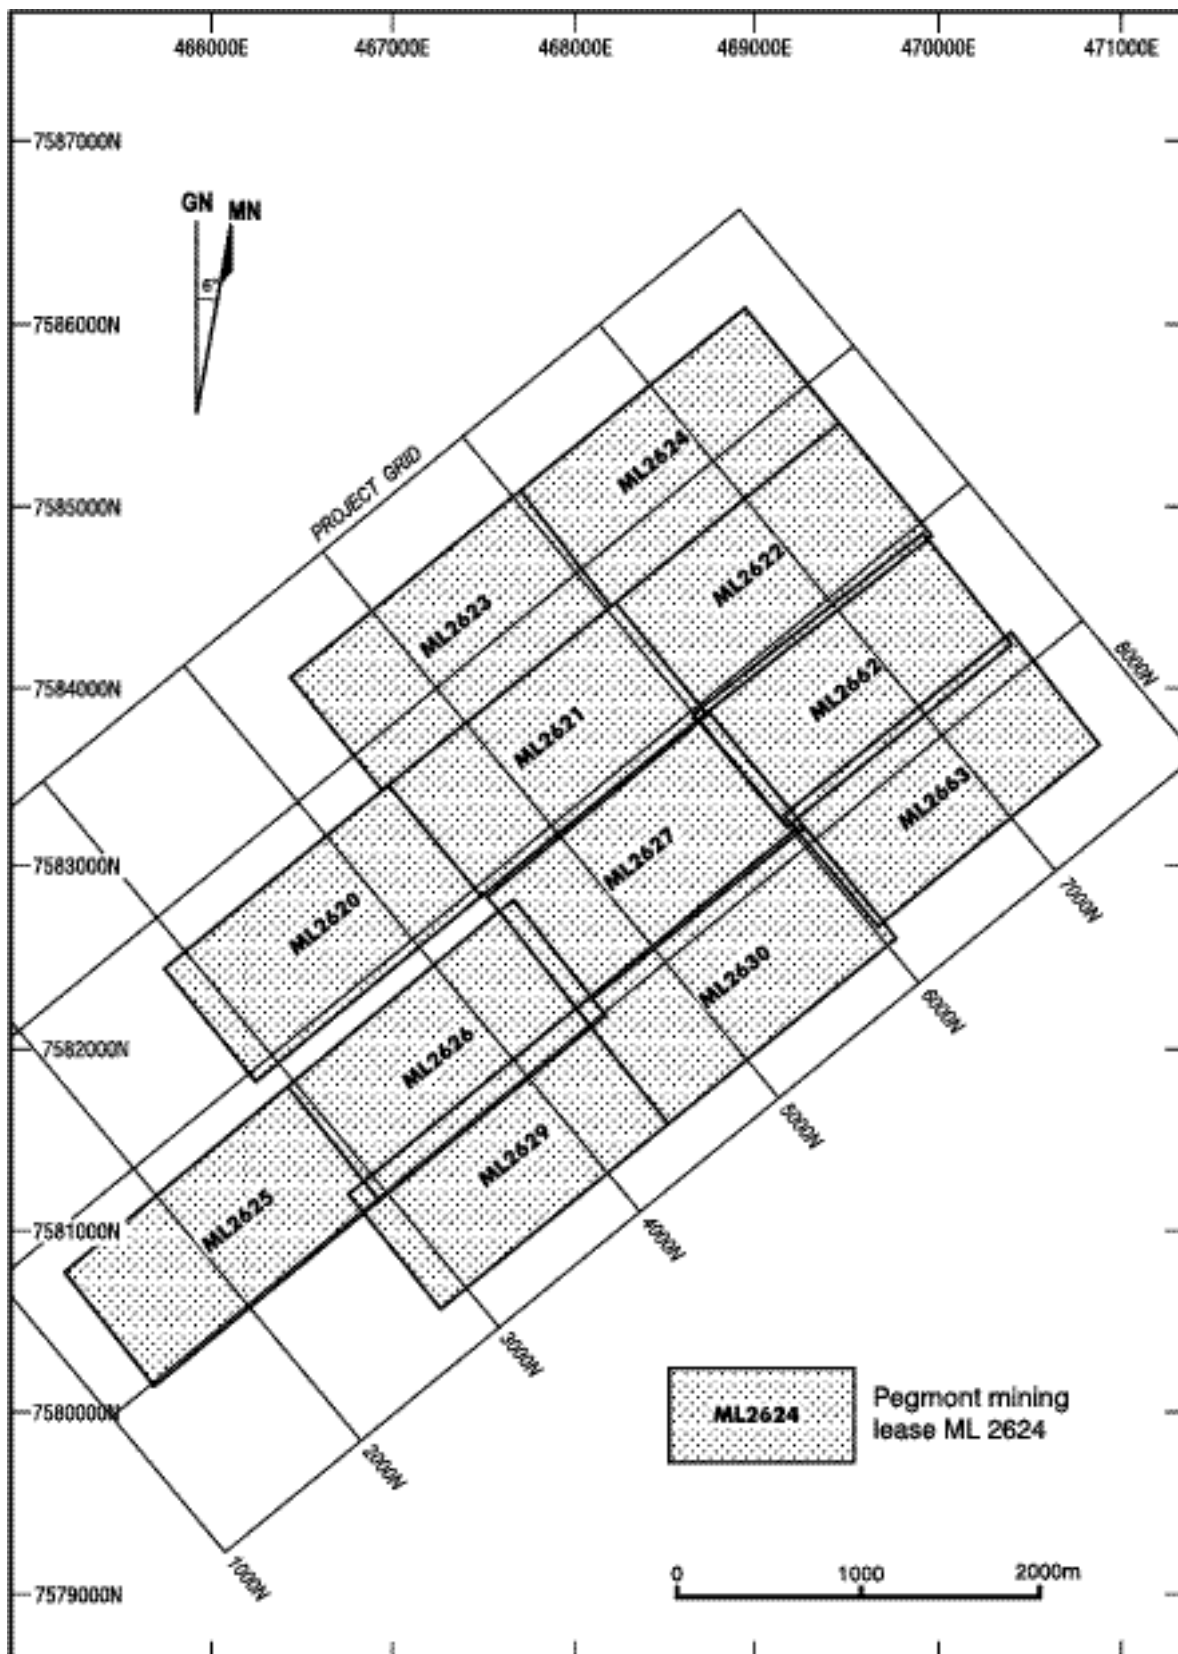 466000E 467000E 468000E 469000E 470000E 471000E
7587000N
GN MN
6°
7586000N
PROJECT GRID
ML2624
7585000N
ML2622
ML2623
7584000N
8000N
ML2662
ML2621
ML2663
7583000N
ML2627
7000N
ML2620
ML2630
6000N
7582000N
ML2626
5000N
ML2629
7581000N
ML2625
4000N
3000N
7580000N
ML2624
Pegmont mining
lease ML 2624
2000N
1000N
7579000N
0 1000 2000m